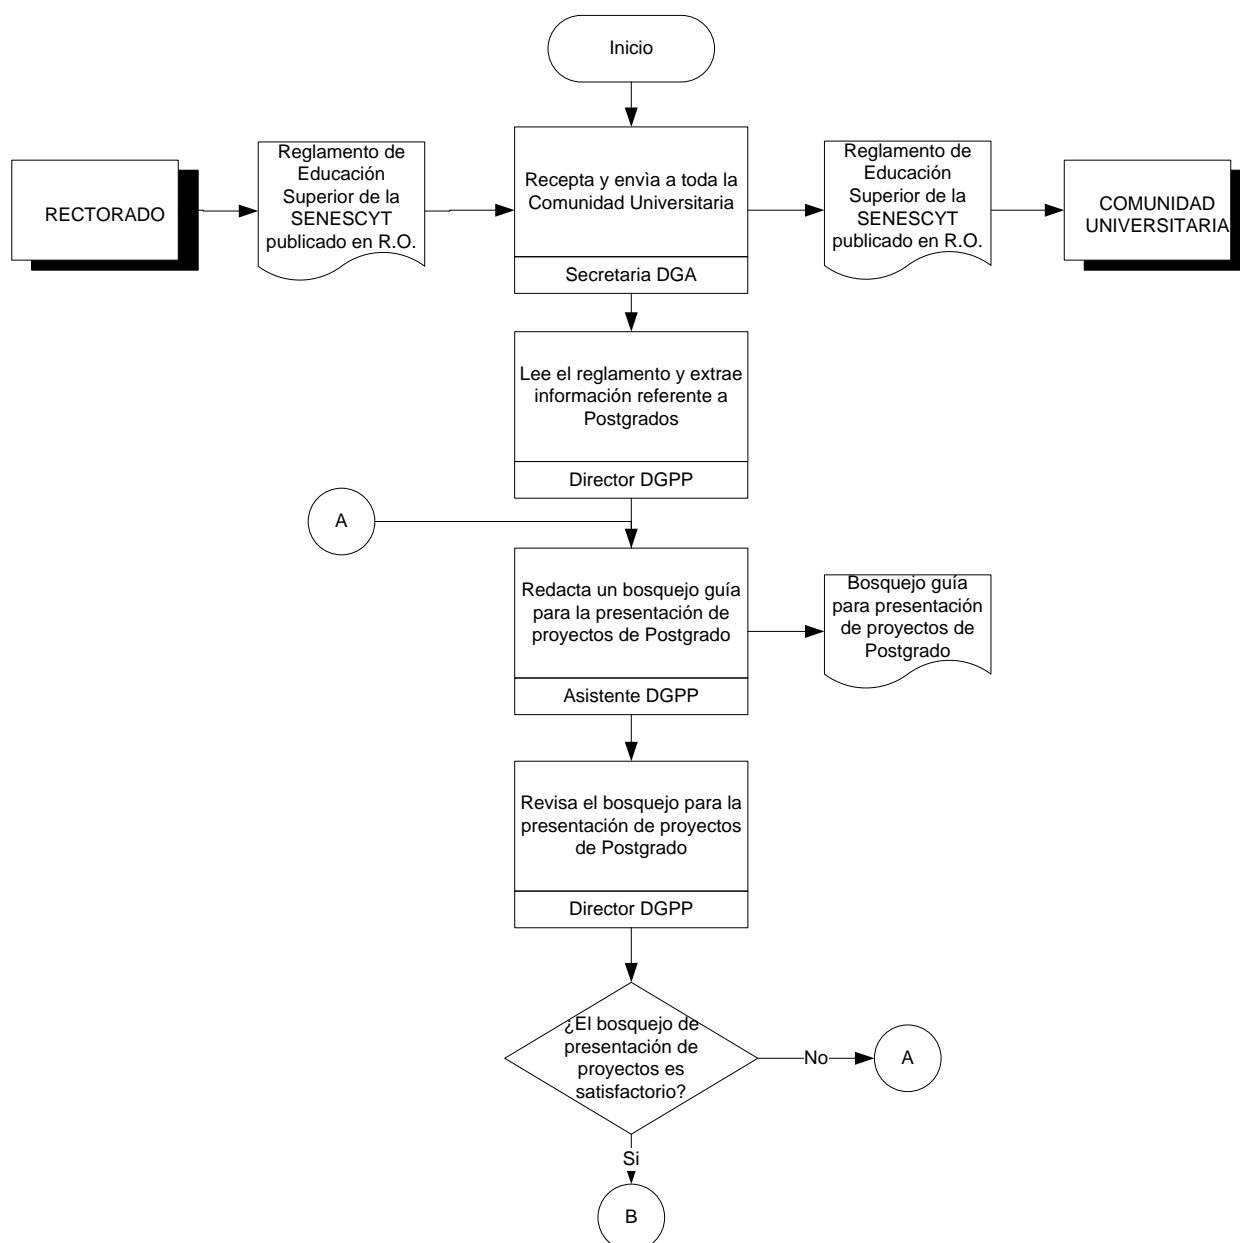 Inicio
RECTORADO
Reglamento de
Educación
Superior de la
SENESCYT
publicado en R.O.
Recepta y envìa a toda la
Comunidad Universitaria
Secretaria DGA
Reglamento de
Educación
Superior de la
SENESCYT
publicado en R.O.
COMUNIDAD
UNIVERSITARIA
Lee el reglamento y extrae
información referente a
Postgrados
Director DGPP
A
Redacta un bosquejo guía
para la presentación de
proyectos de Postgrado
Asistente DGPP
Bosquejo guía
para presentación
de proyectos de
Postgrado
Revisa el bosquejo para la
presentación de proyectos
de Postgrado
Director DGPP
¿El bosquejo de
presentación de
proyectos es
satisfactorio?
No
A
Si
B